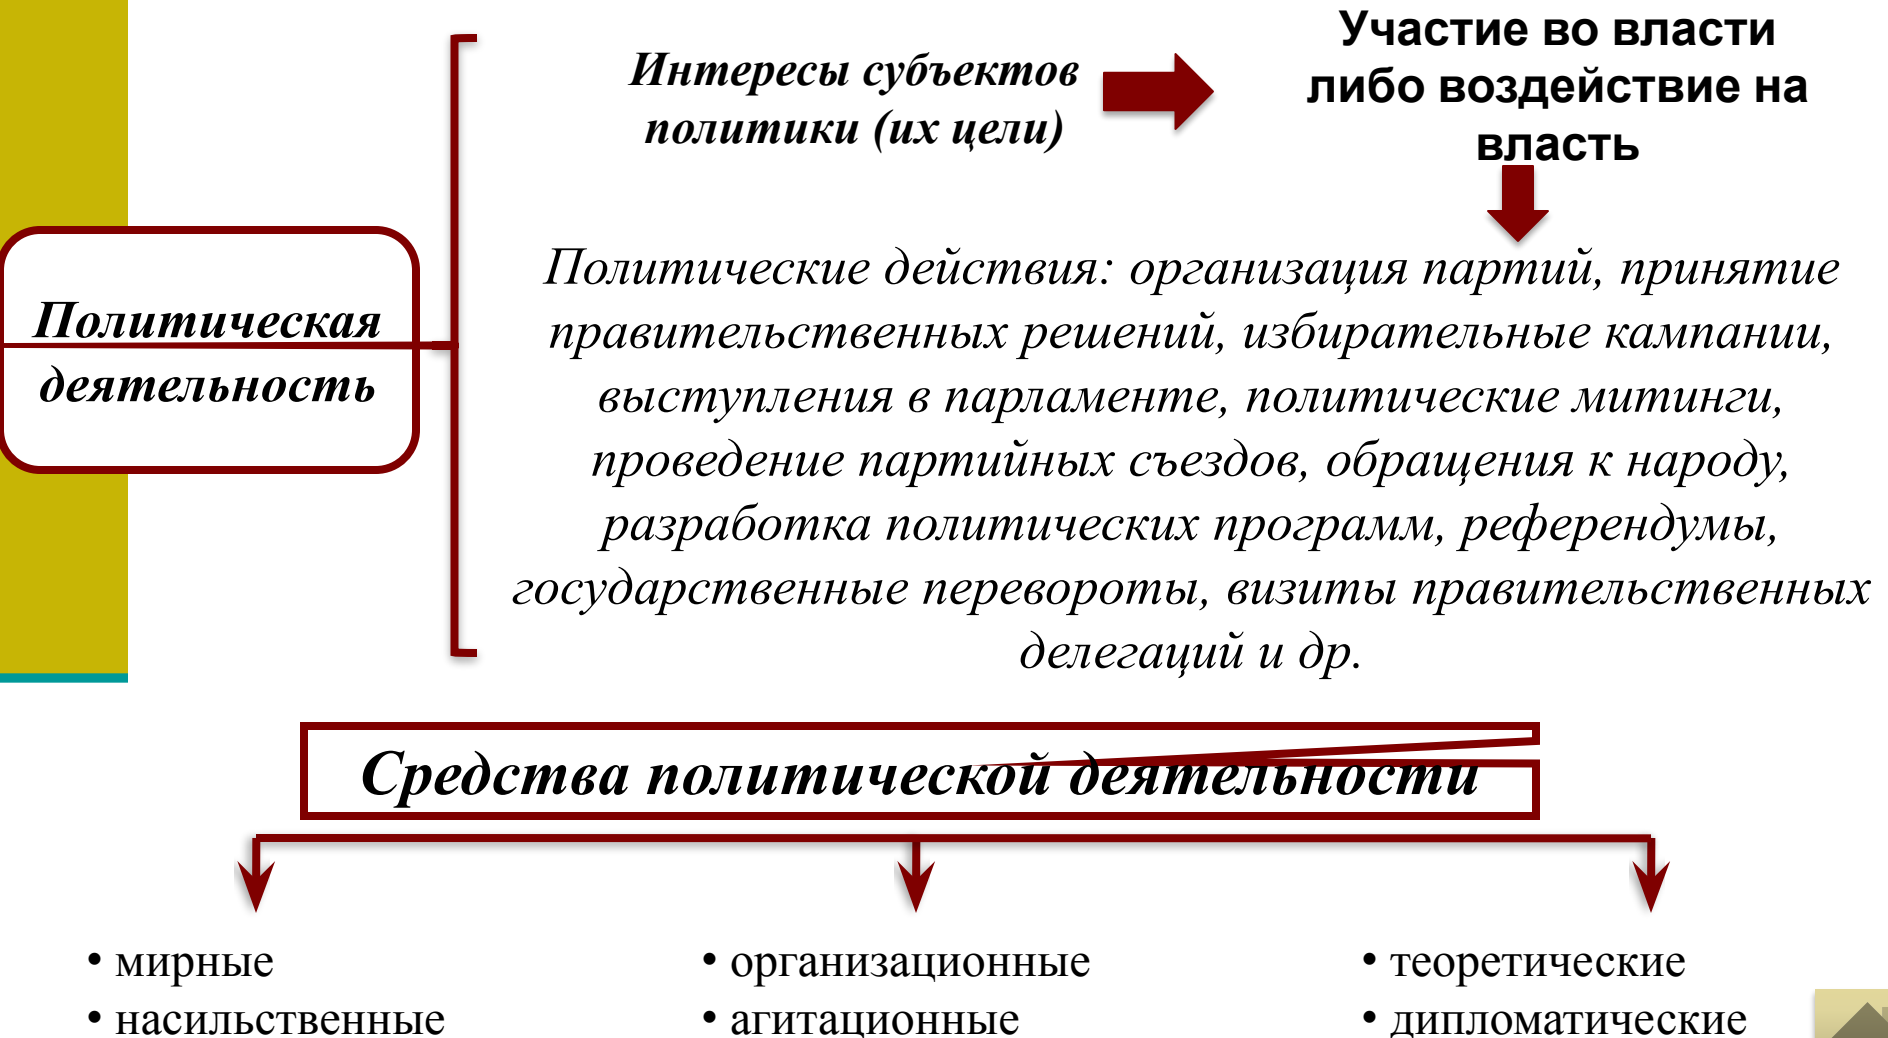 Интересы субъектов
политики (их цели)
Участие во власти
либо воздействие на
власть
Политическая
деятельность
Политические действия: организация партий, принятие
правительственных решений, избирательные кампании,
выступления в парламенте, политические митинги,
проведение партийных съездов, обращения к народу,
разработка политических программ, референдумы,
государственные перевороты, визиты правительственных
делегаций и др.
Средства политической деятельности
• мирные
• насильственные
• организационные
• агитационные
• теоретические
• дипломатические